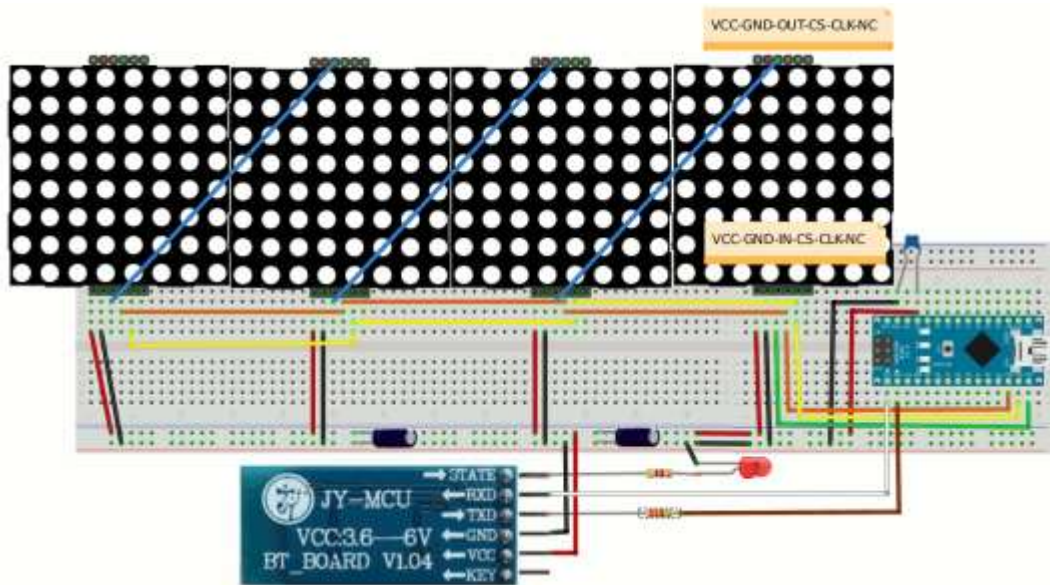 VCC-GND-OUT-CS-CLK-NC
VCC-GND-IN-CS-CLK-NC
STATE
JY-MCU
RXD
TXD
VCC:3.6—6V
GND
BT_BOARD V1.04
VCC
KEY